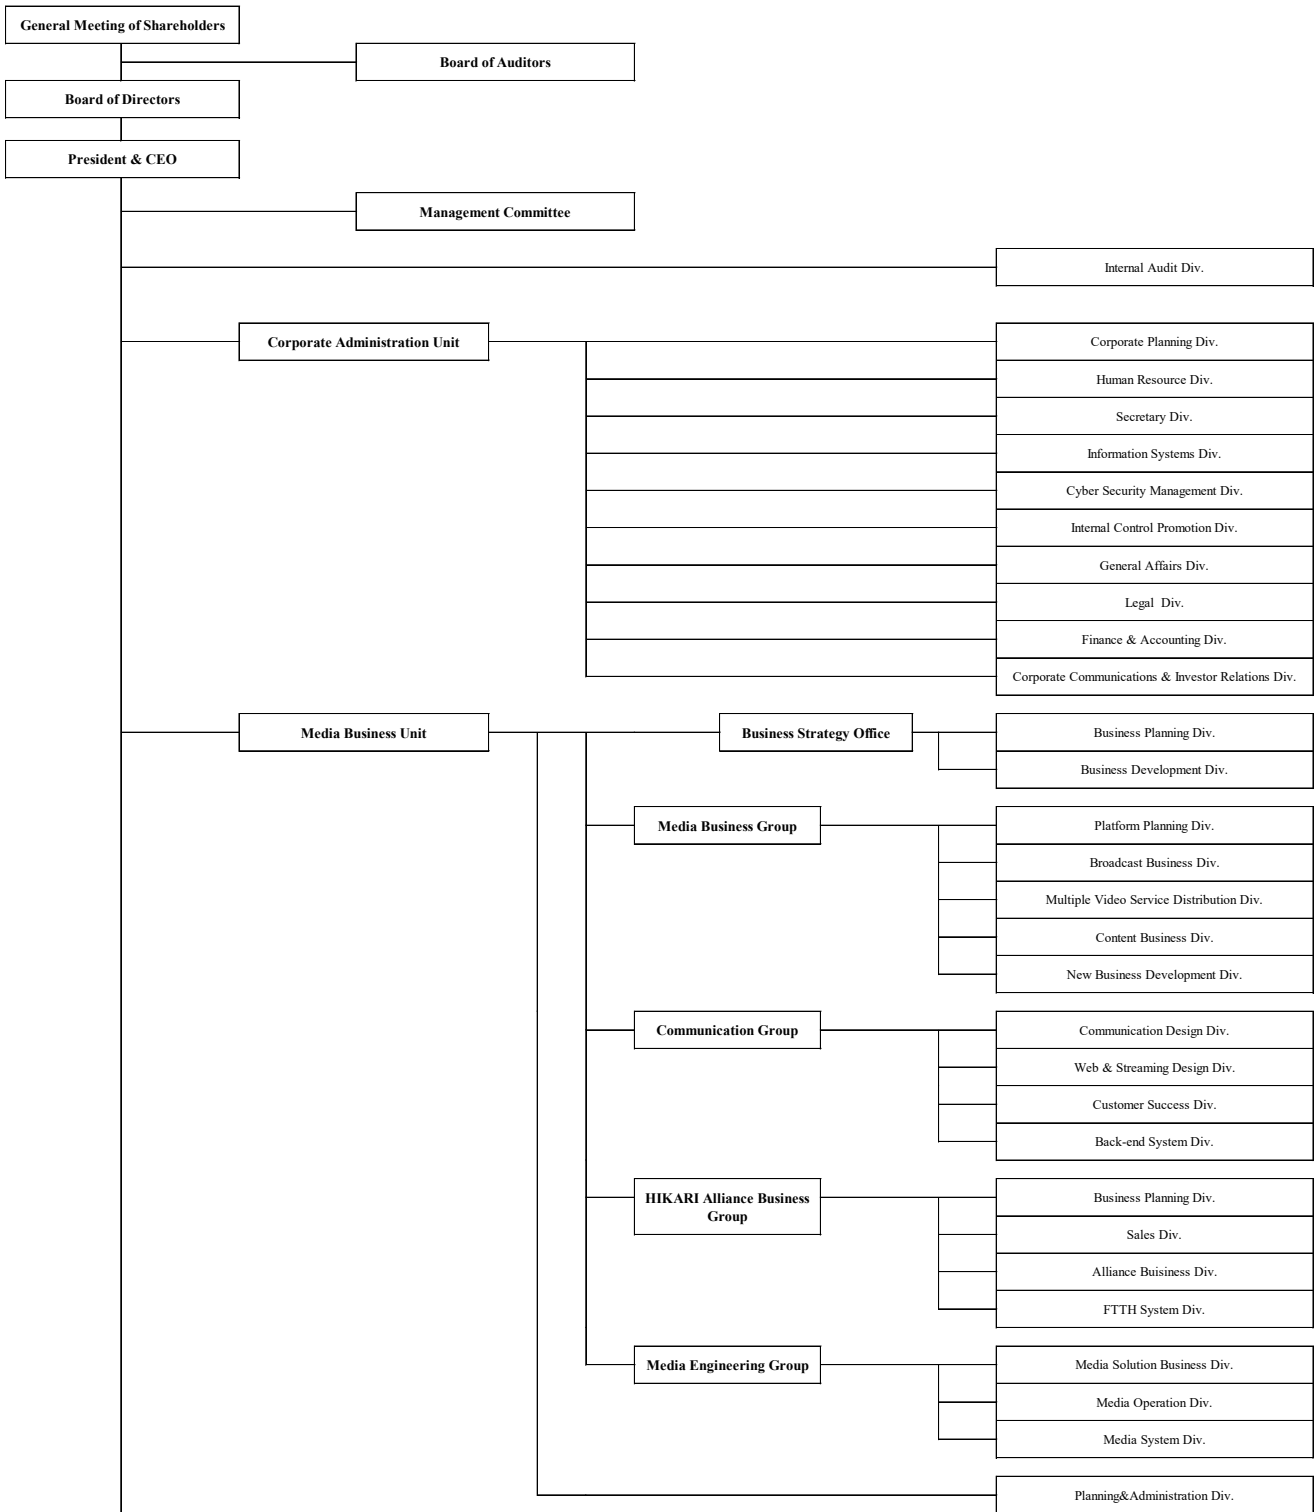 General Meeting of Shareholders
Board of Auditors
Board of Directors
President & CEO
Management Committee
Internal Audit Div.
Corporate Administration Unit
Corporate Planning Div.
Human Resource Div.
Secretary Div.
Information Systems Div.
Cyber Security Management Div.
Internal Control Promotion Div.
General Affairs Div.
Legal  Div.
Finance & Accounting Div.
Corporate Communications & Investor Relations Div.
Media Business Unit
Business Strategy Office
Business Planning Div.
Business Development Div.
Media Business Group
Platform Planning Div.
Broadcast Business Div.
Multiple Video Service Distribution Div.
Content Business Div.
New Business Development Div.
Communication Group
Communication Design Div.
Web & Streaming Design Div.
Customer Success Div.
Back-end System Div.
HIKARI Alliance Business
Group
Business Planning Div.
Sales Div.
Alliance Buisiness Div.
FTTH System Div.
Media Engineering Group
Media Solution Business Div.
Media Operation Div.
Media System Div.
Planning&Administration Div.